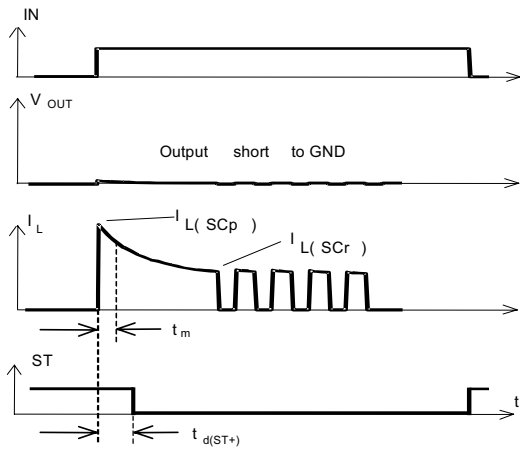 IN
V OUT
Output short to GND
I L
I L( SCp )
I L( SCr )
t m
ST
t
t d(ST+)